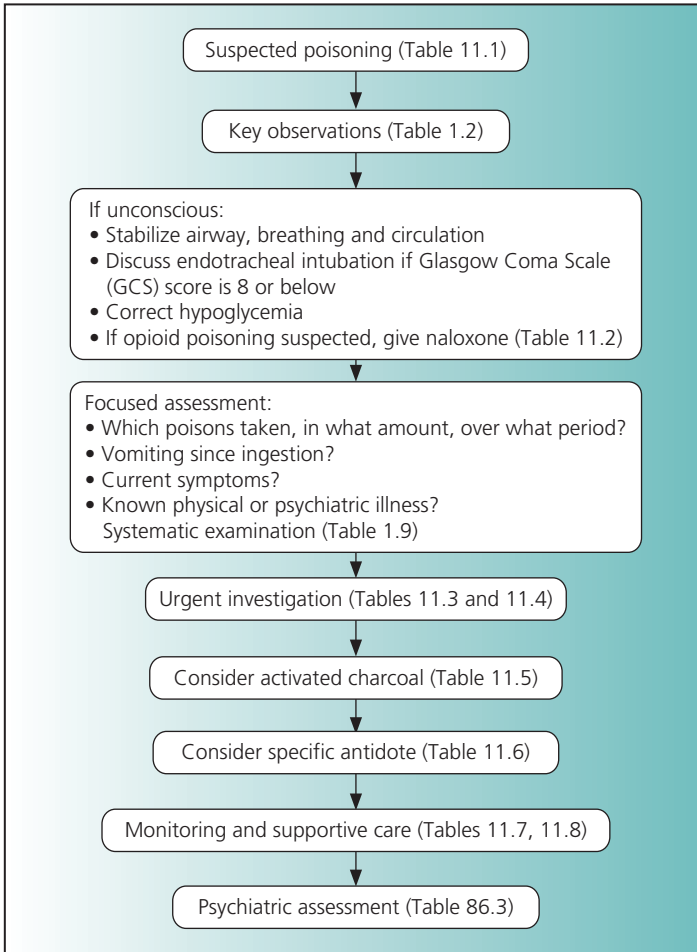 Suspected poisoning (Table 11.1)
Key observations (Table 1.2)
If unconscious:
• Stabilize airway, breathing and circulation
• Discuss endotracheal intubation if Glasgow Coma Scale
(GCS) score is 8 or below
• Correct hypoglycemia
• If opioid poisoning suspected, give naloxone (Table 11.2)
Focused assessment:
• Which poisons taken, in what amount, over what period?
• Vomiting since ingestion?
• Current symptoms?
• Known physical or psychiatric illness?
Systematic examination (Table 1.9)
Urgent investigation (Tables 11.3 and 11.4)
Consider activated charcoal (Table 11.5)
Consider specific antidote (Table 11.6)
Monitoring and supportive care (Tables 11.7, 11.8)
Psychiatric assessment (Table 86.3)